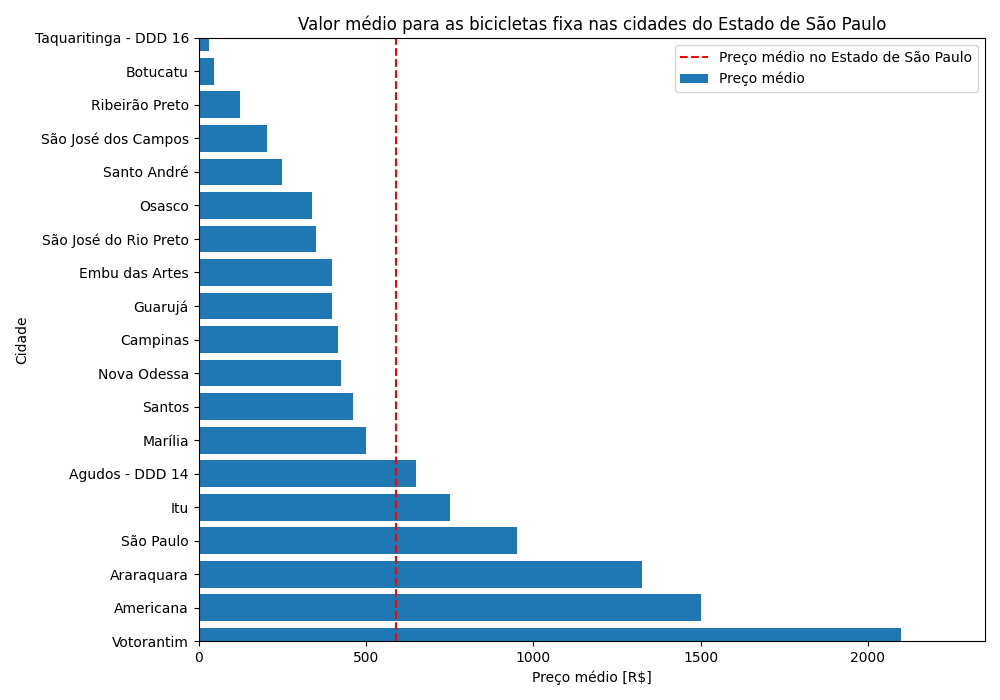 Valor médio para as bicicletas fixa nas cidades do Estado de São Paulo
Preço médio no Estado de São Paulo
Preço médio
Cidade
Taquaritinga - DDD 16
Botucatu
Ribeirão Preto
São José dos Campos
Santo André
Osasco
São José do Rio Preto
Embu das Artes
Guarujá
Campinas
Nova Odessa
Santos
Marília
Agudos - DDD 14
Itu
São Paulo
Araraquara
Americana
Votorantim
0 500 1000 1500 2000
Preço médio [R$]